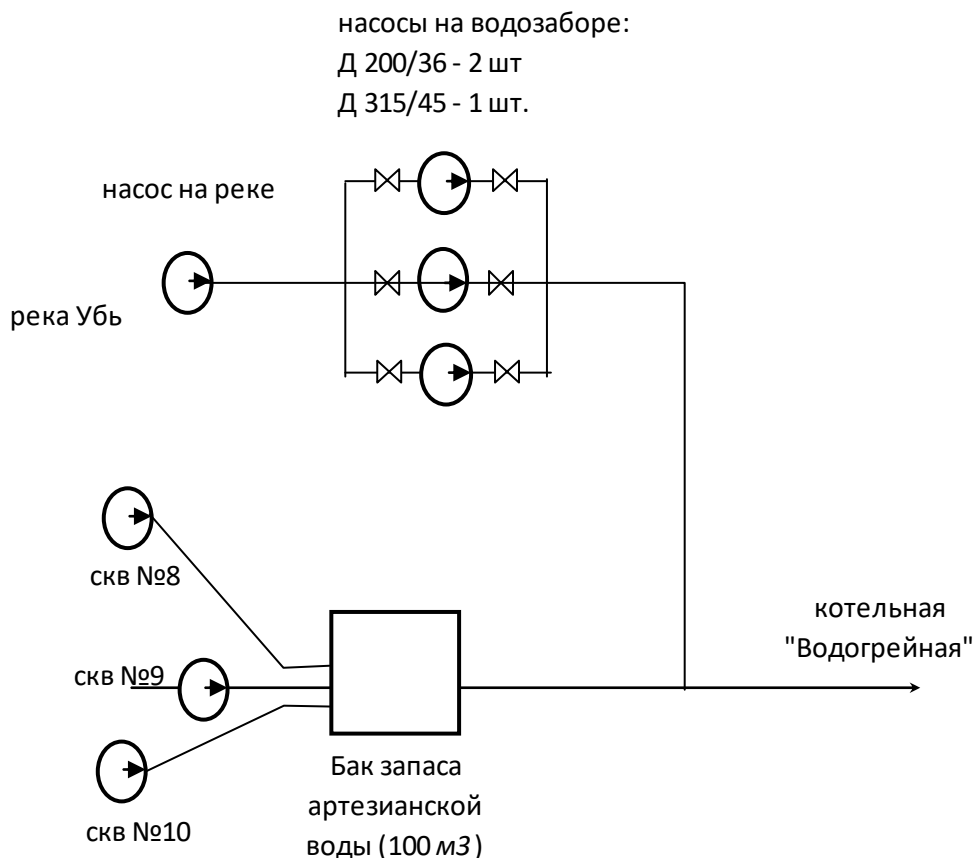 насосы на водозаборе:
Д 200/36 - 2 шт
Д 315/45 - 1 шт.
насос на реке
река Убь
скв №8
котельная
"Водогрейная"
скв №9
Бак запаса
артезианской
воды (100 м3)
скв №10